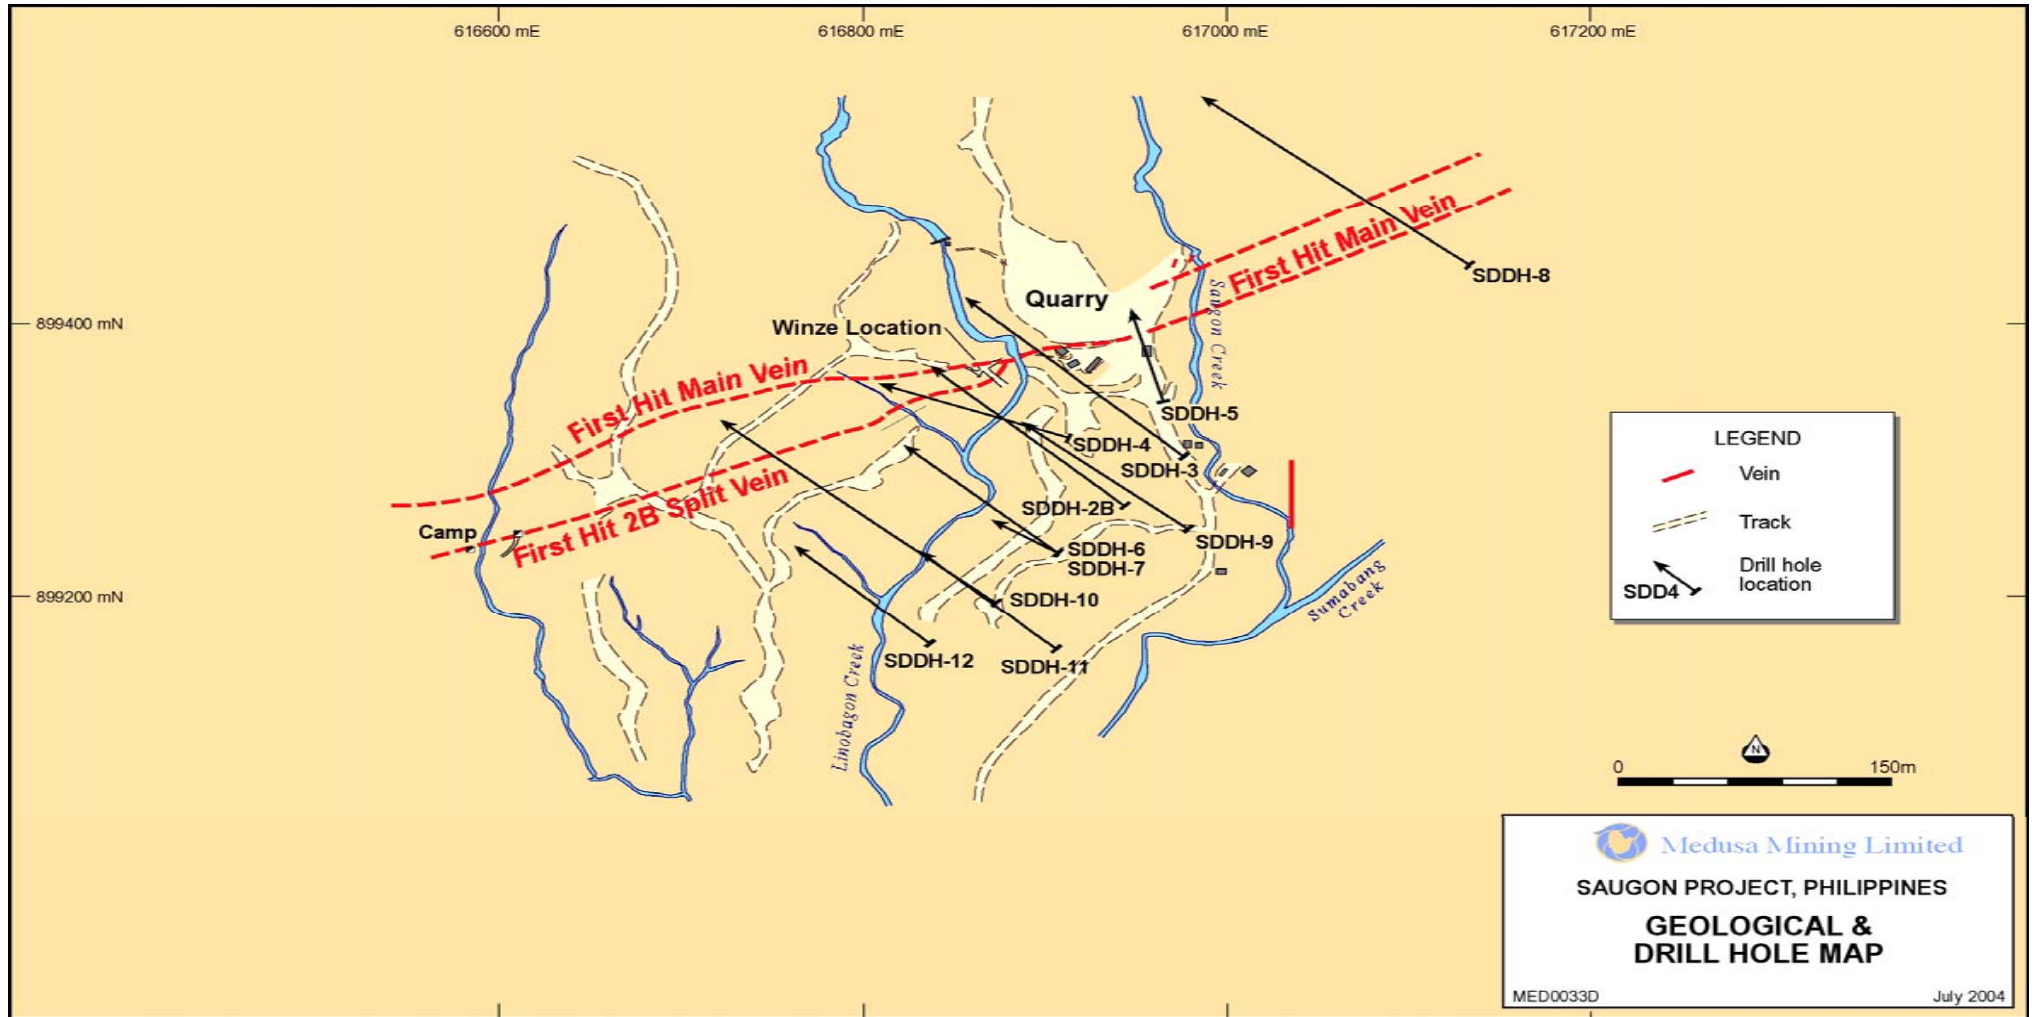 616600 mE
616800 mE
617000 mE
617200 mE
899400 mN
899200 mN
First Hit Main Vein
SDDH-8
Quarry
Saugon Creek
Winze Location
First Hit Main Vein
SDDH-5
SDDH-4
SDDH-3
First Hit 2B Split Vein
SDDH-2B
Camp
SDDH-9
SDDH-6
SDDH-7
SDDH-10
Sumabang
Creek
SDDH-12
SDDH-11
Linobagon Creek
LEGEND
Vein
Track
Drill hole
location
SDD4
N
0
150m
Medusa Mining Limited
SAUGON PROJECT, PHILIPPINES
GEOLOGICAL &
DRILL HOLE MAP
MED0033D
July 2004